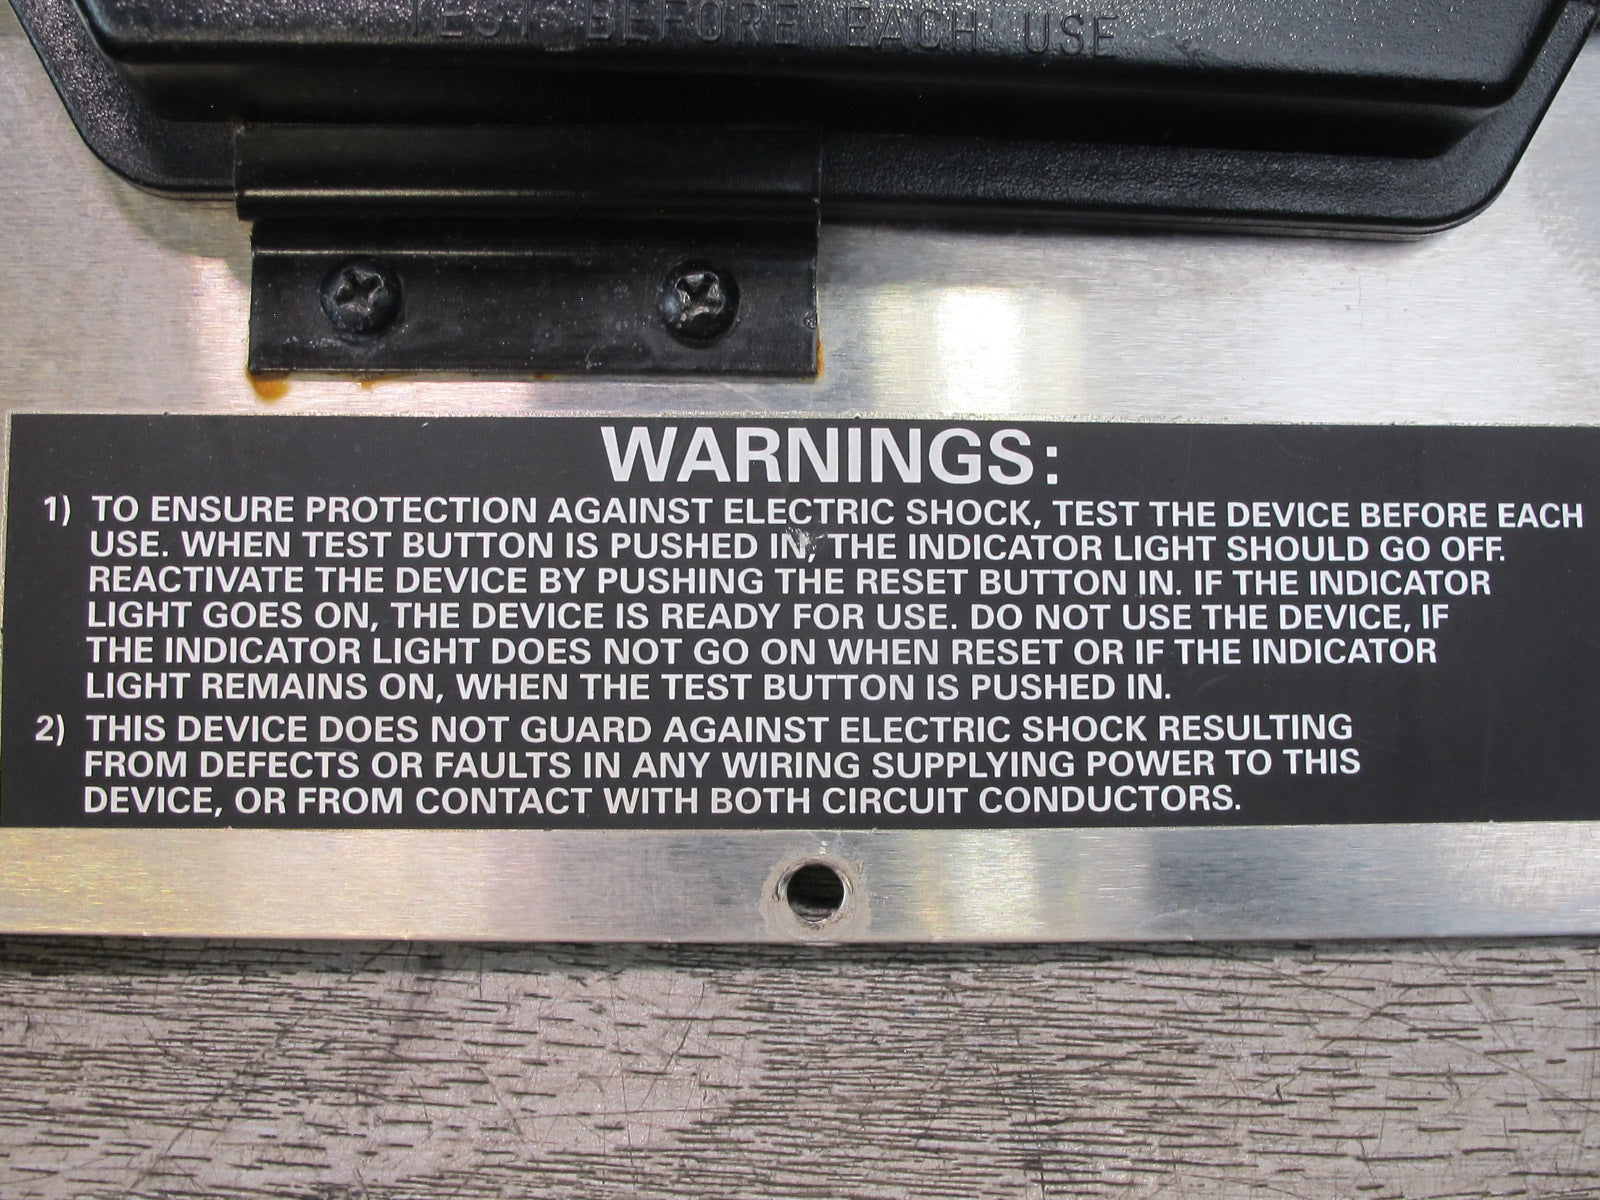 TEST BEFORE EACH USE
WARNINGS:
1) TO ENSURE PROTECTION AGAINST ELECTRIC SHOCK, TEST THE DEVICE BEFORE EACH
USE. WHEN TEST BUTTON IS PUSHED IN, THE INDICATOR LIGHT SHOULD GO OFF.
REACTIVATE THE DEVICE BY PUSHING THE RESET BUTTON IN. IF THE INDICATOR
LIGHT GOES ON, THE DEVICE IS READY FOR USE. DO NOT USE THE DEVICE, IF
THE INDICATOR LIGHT DOES NOT GO ON WHEN RESET OR IF THE INDICATOR
LIGHT REMAINS ON, WHEN THE TEST BUTTON IS PUSHED IN.
2) THIS DEVICE DOES NOT GUARD AGAINST ELECTRIC SHOCK RESULTING
FROM DEFECTS OR FAULTS IN ANY WIRING SUPPLYING POWER TO THIS
DEVICE, OR FROM CONTACT WITH BOTH CIRCUIT CONDUCTORS.